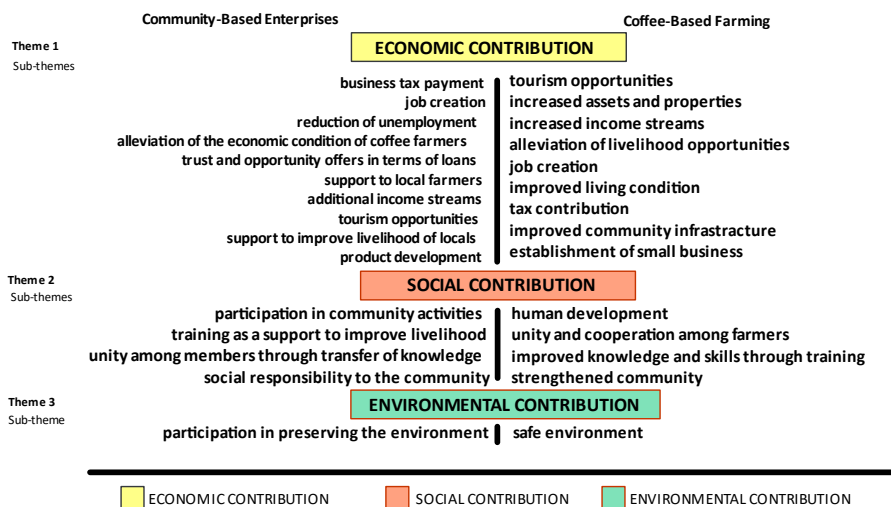 Community-Based Enterprises
Coffee-Based Farming
Theme 1
Sub-themes
ECONOMIC CONTRIBUTION
business tax payment
job creation
reduction of unemployment
alleviation of the economic condition of coffee farmers
trust and opportunity offers in terms of loans
support to local farmers
additional income streams
tourism opportunities
support to improve livelihood of locals
product development
tourism opportunities
increased assets and properties
increased income streams
alleviation of livelihood opportunities
job creation
improved living condition
tax contribution
improved community infrastracture
establishment of small business
Theme 2
Sub-themes
SOCIAL CONTRIBUTION
participation in community activities
training as a support to improve livelihood
unity among members through transfer of knowledge
social responsibility to the community
human development
unity and cooperation among farmers
improved knowledge and skills through training
strengthened community
Theme 3
Sub-theme
ENVIRONMENTAL CONTRIBUTION
participation in preserving the environment
safe environment
ECONOMIC CONTRIBUTION
SOCIAL CONTRIBUTION
ENVIRONMENTAL CONTRIBUTION